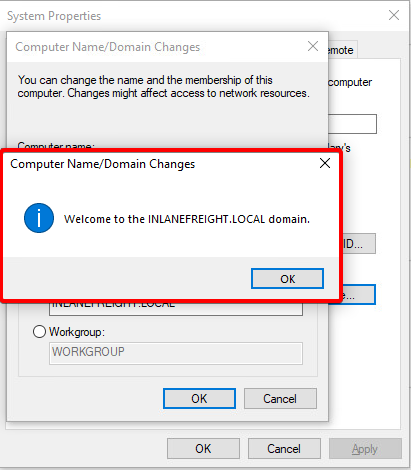 System Properties
Computer Name/Domain Changes
emote
You can change the name and the membership of this
computer. Changes might affect access to network resources.
computer
Computer name:
ry's
Computer Name/Domain Changes
Welcome to the INLANEFREIGHT.LOCAL domain.
OK
ID...
e...
INLANEFREIGHT.LOCAL
Workgroup:
WORKGROUP
OK
Cancel
OK
Cancel
Apply